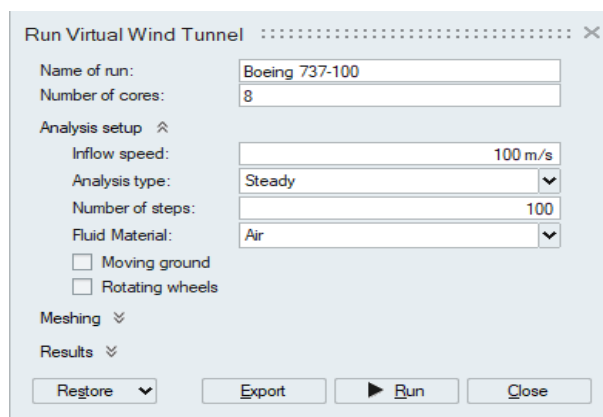 Run Virtual Wind Tunnel
Name of run: Boeing 737-100
Number of cores: 8
Analysis setup
Inflow speed: 100 m/s
Analysis type: Steady
Number of steps: 100
Fluid Material: Air
Moving ground
Rotating wheels
Meshing
Results
Restore Export Run Close